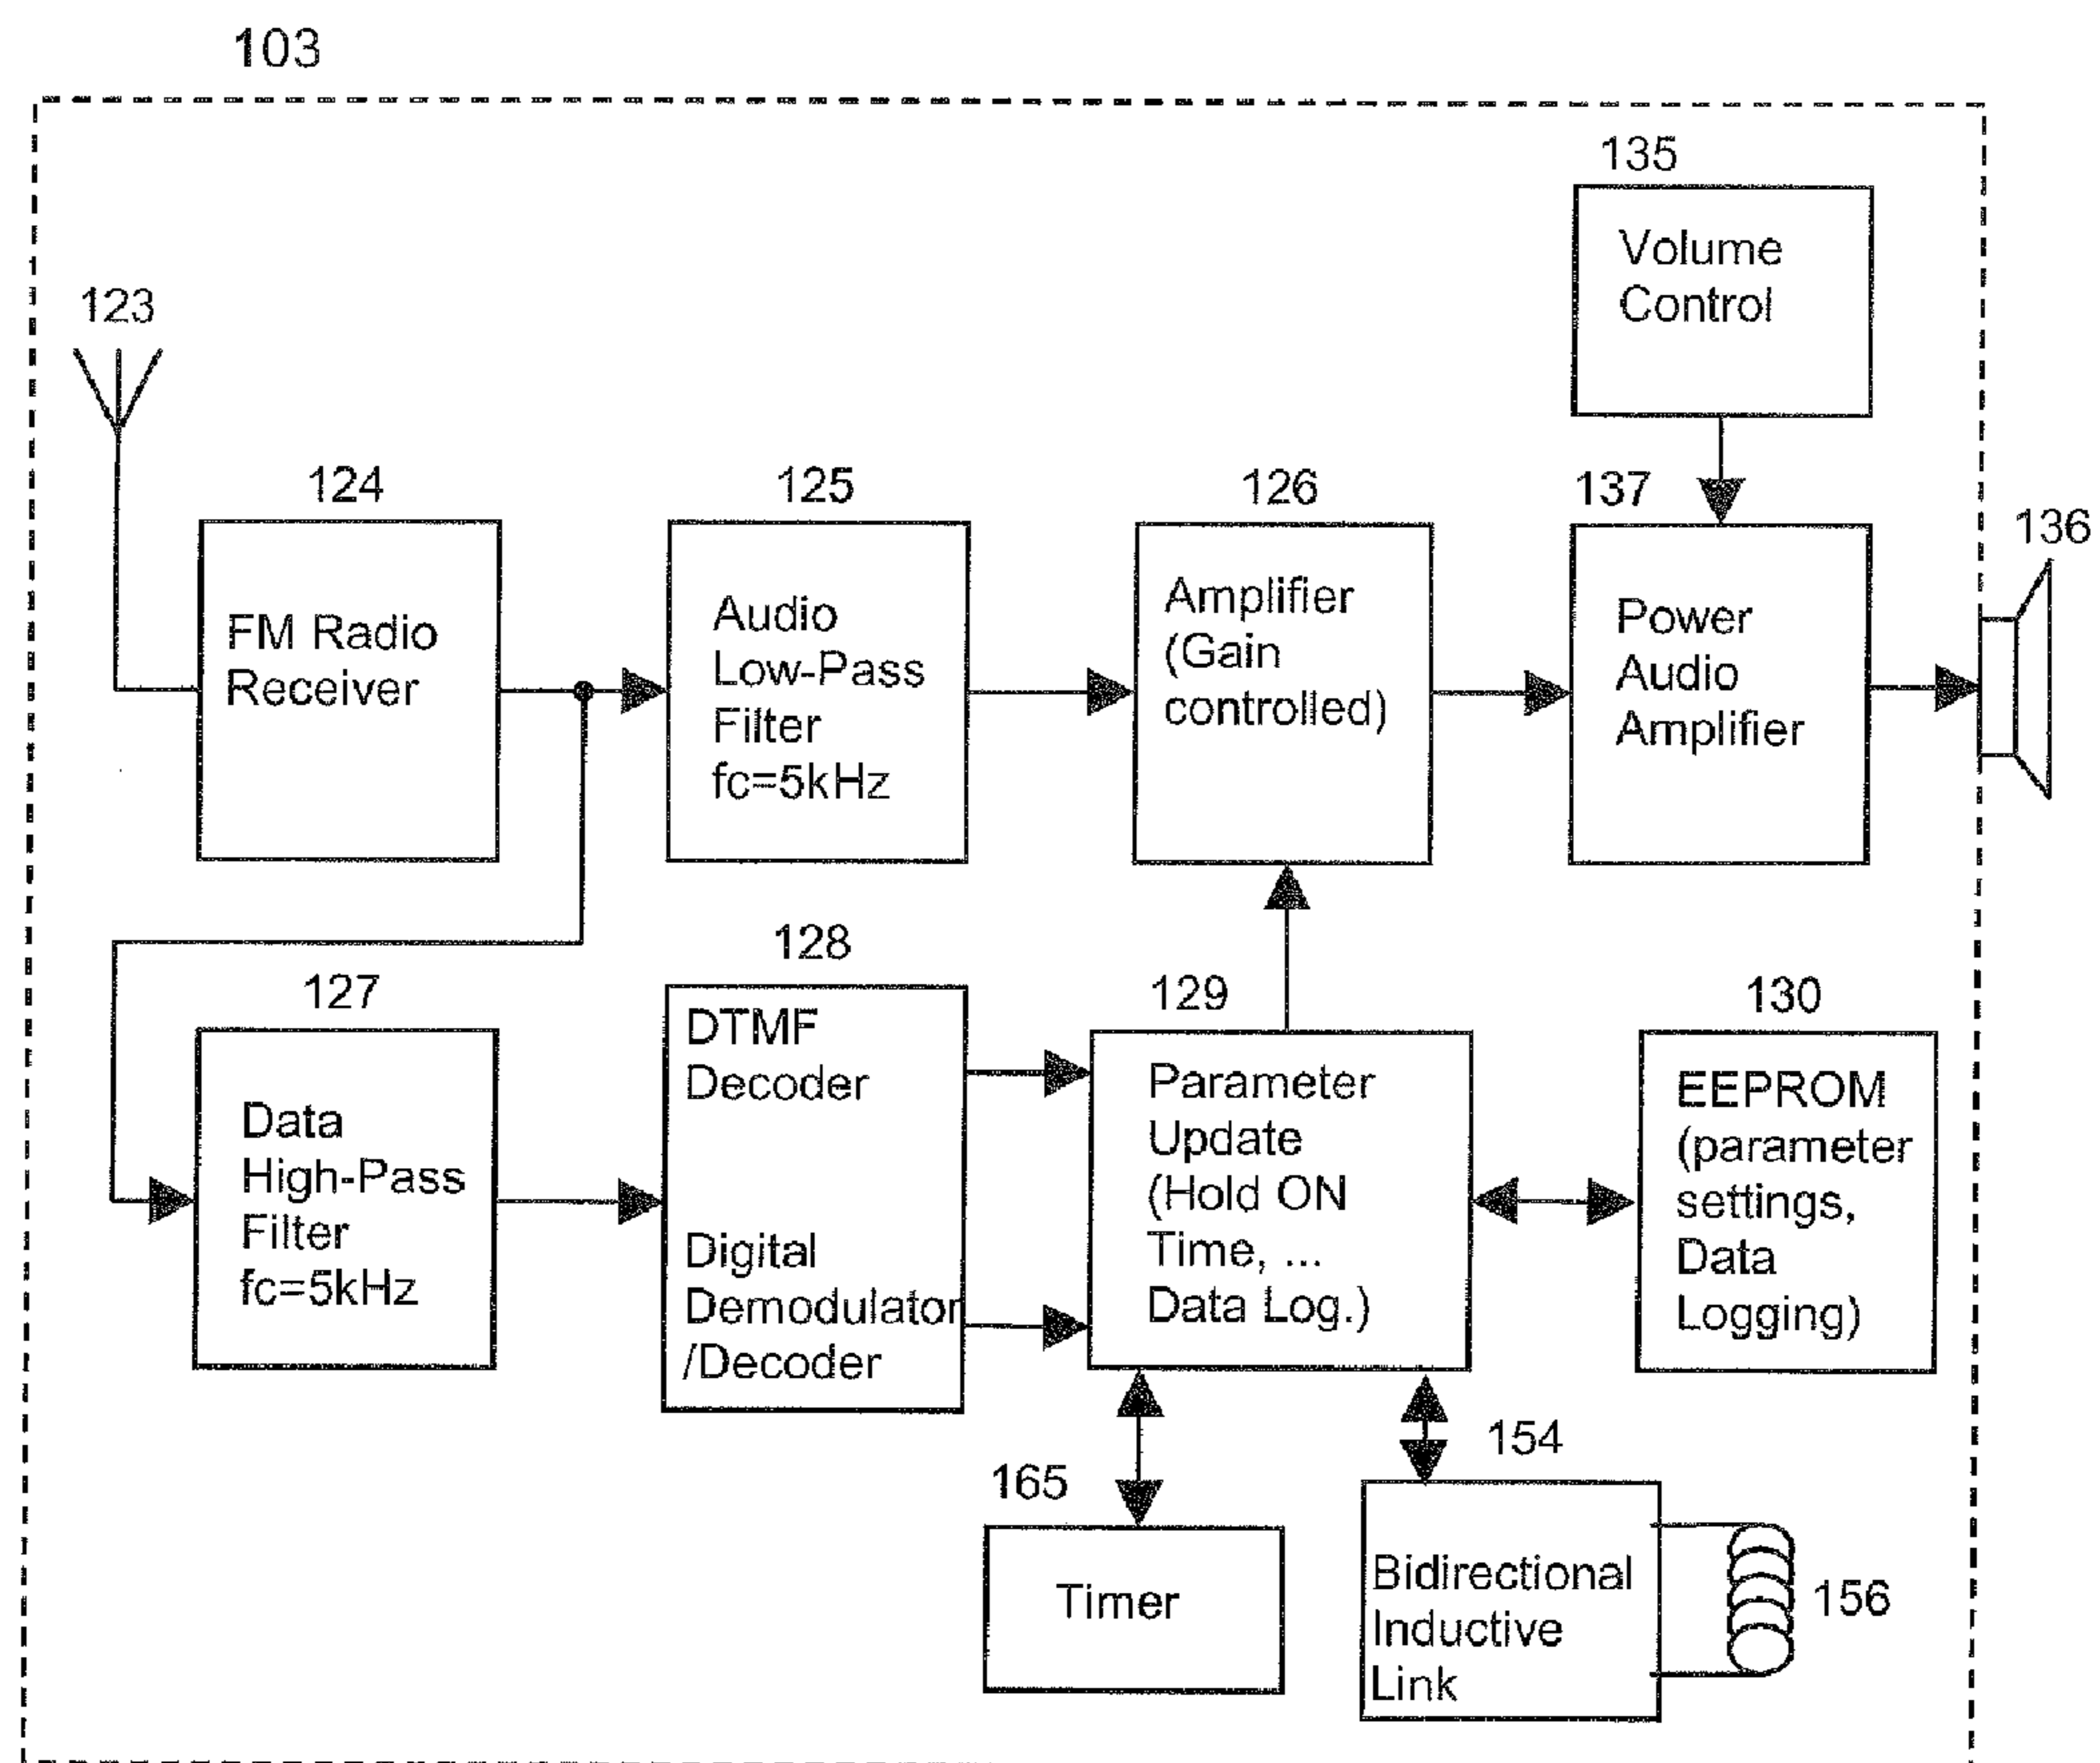 103
135
Volume
Control
123
124
125
126
137
136
FM Radio
Receiver
Audio
Low-Pass
Filter
fc=5kHz
Amplifier
(Gain
controlled)
Power
Audio
Amplifier
127
128
129
130
Data
High-Pass
Filter
fc=5kHz
DTMF
Decoder
Digital
Demodulator
/Decoder
Parameter
Update
(Hold ON
Time, ...
Data Log.)
EEPROM
(parameter
settings,
Data
Logging)
165
Timer
154
Bidirectional
Inductive
Link
156